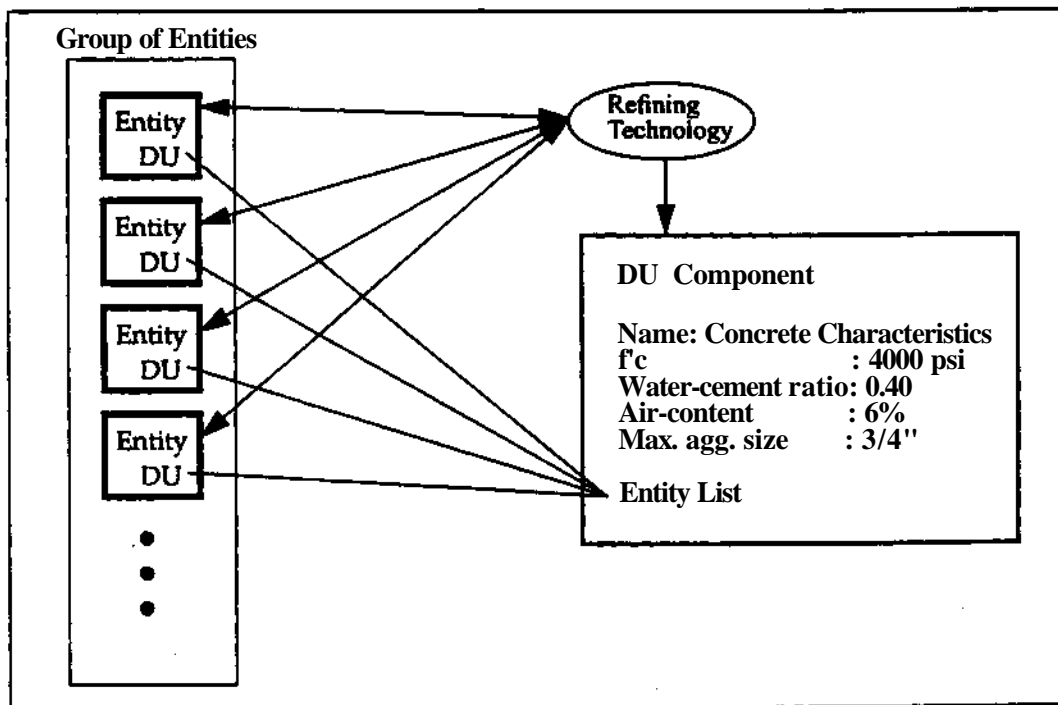 Group of Entities
Entity
DU
Entity
DU
Entity
DU
Entity
DU
Refining
Technology
DU Component
Name: Concrete Characteristics
f'c : 4000 psi
Water-cement ratio: 0.40
Air-content : 6%
Max. agg. size : 3/4"
Entity List